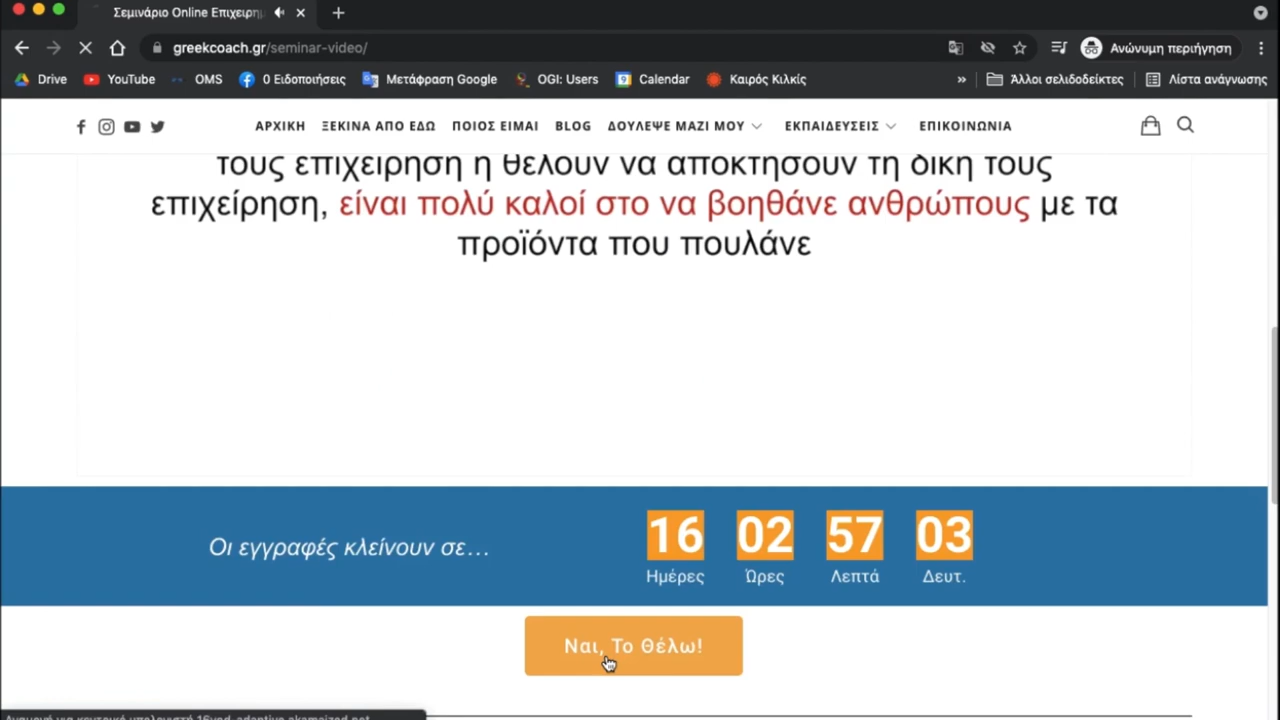 Σεμινάριο Online Επιχειρη
greekcoach.gr/seminar-video/
Ανώνυμη περιήγηση
Drive
YouTube
OMS
0 Ειδοποιήσεις
Μετάφραση Google
OGI: Users
Calendar
Καιρός Κιλκίς
»
Άλλοι σελιδοδείκτες
Λίστα ανάγνωσης
ΑΡΧΙΚΗ
ΞΕΚΙΝΑ ΑΠΟ ΕΔΩ
ΠΟΙΟΣ ΕΙΜΑΙ
BLOG
ΔΟΥΛΕΨΕ ΜΑΖΙ ΜΟΥ
ΕΚΠΑΙΔΕΥΣΕΙΣ
ΕΠΙΚΟΙΝΩΝΙΑ
τους επιχείρηση ή θέλουν να αποκτήσουν τη δική τους
επιχείρηση, είναι πολύ καλοί στο να βοηθάνε ανθρώπους με τα
προϊόντα που πουλάνε
Οι εγγραφές κλείνουν σε…
16 02 57 03
Ημέρες Ώρες Λεπτά Δευτ.
Ναι, Το Θέλω!